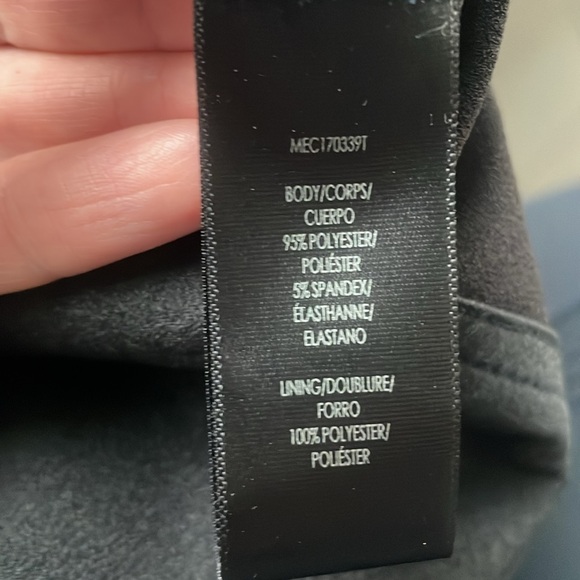 MEC170339T
BODY/CORPS/
CUERPO
95% POLYESTER/
POLIÉSTER
5% SPANDEX/
ÉLASTHANNE/
ELASTANO
LINING/DOUBLURE/
FORRO
100% POLYESTER/
POLIÉSTER